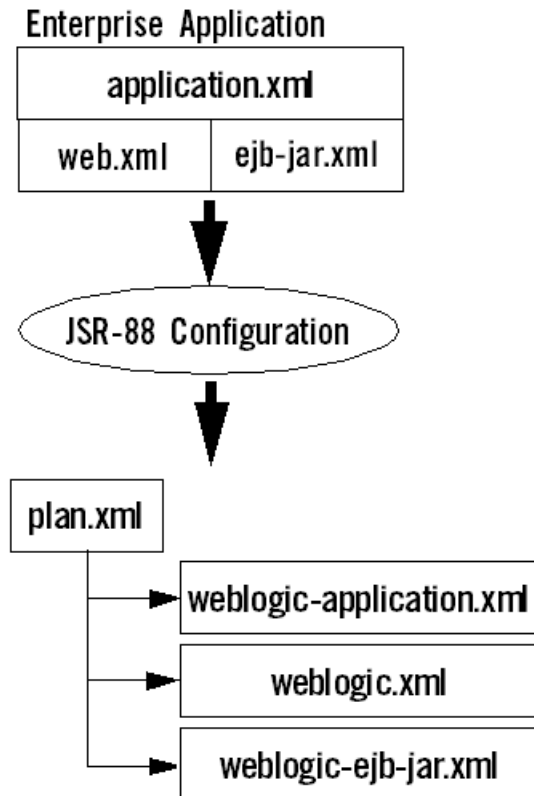 Enterprise Application
application.xml
web.xml
ejb-jar.xml
JSR-88 Configuration
plan.xml
weblogic-application.xml
weblogic.xml
weblogic-ejb-jar.xml